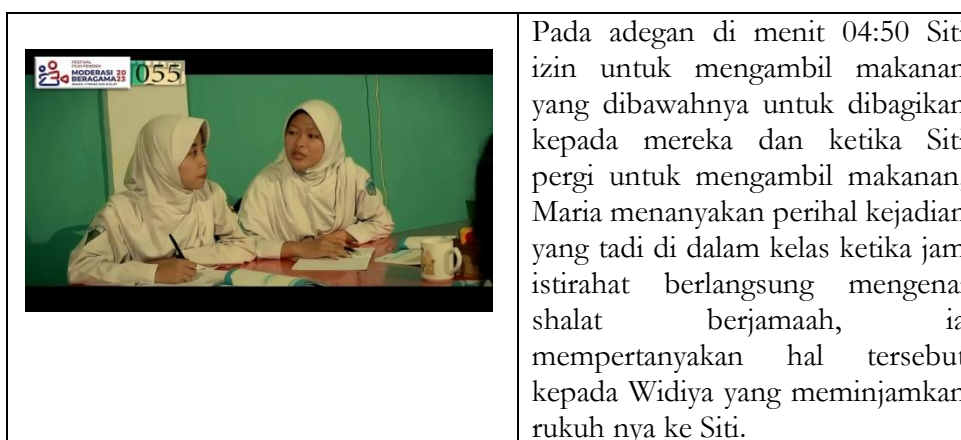 FESTIVAL
FILM PENDEK
MODERASI 20
BERAGAMA 23
055
Pada adegan di menit 04:50 Siti
izin untuk mengambil makanan
yang dibawahnya untuk dibagikan
kepada mereka dan ketika Siti
pergi untuk mengambil makanan,
Maria menanyakan perihal kejadian
yang tadi di dalam kelas ketika jam
istirahat berlangsung mengenai
shalat berjamaah, ia
mempertanyakan hal tersebut
kepada Widiya yang meminjamkan
rukuh nya ke Siti.